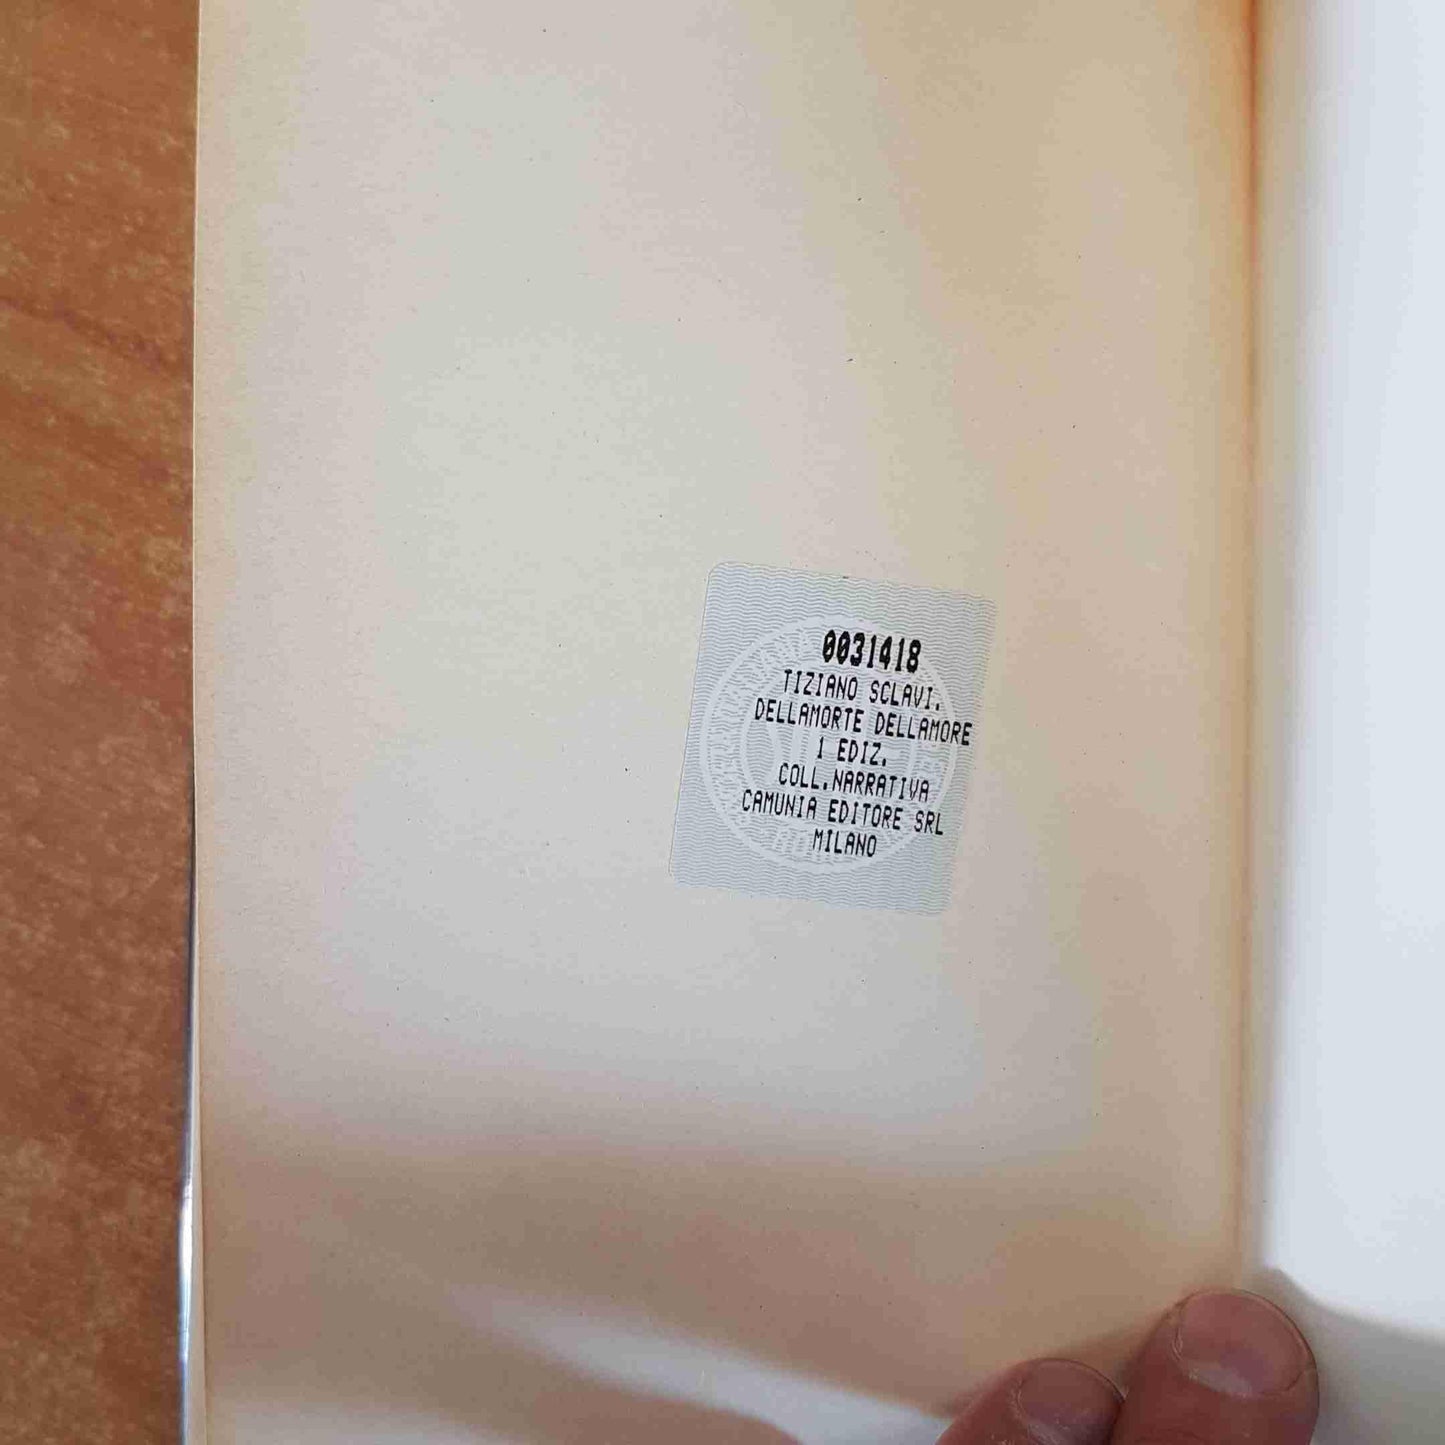 0031418
TIZIANO SCLAVI.
DELLAMORTE DELLAMORE
1 EDIZ.
COLL.NARRATIVA
CAMUNIA EDITORE SRL
MILANO